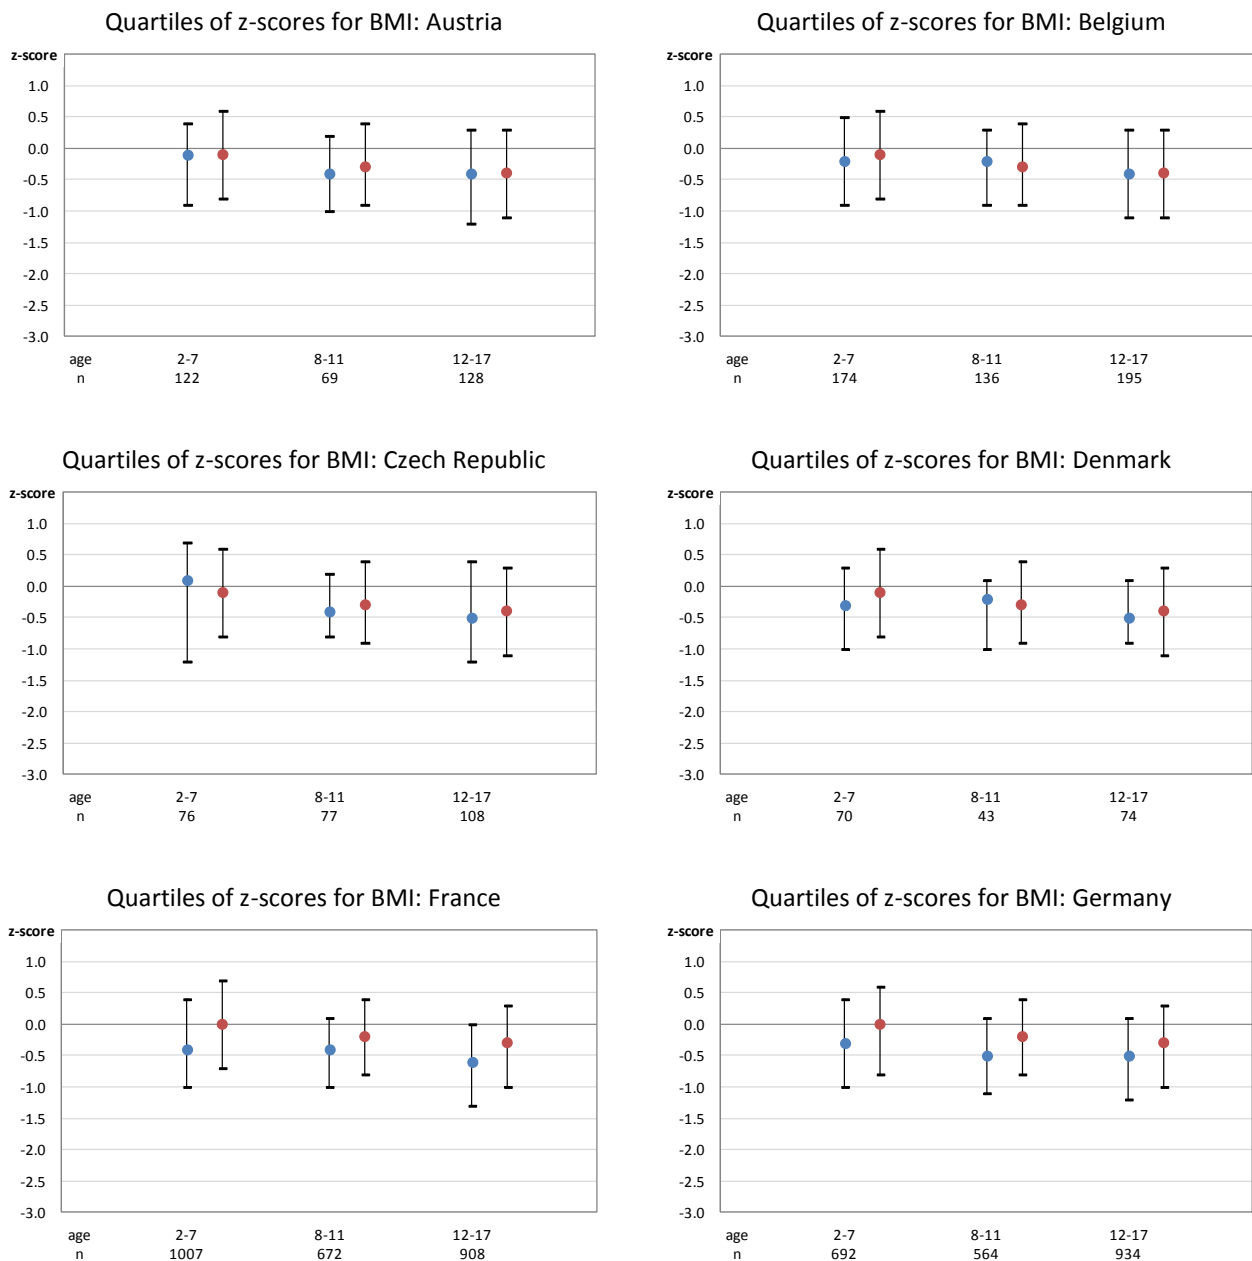 Quartiles of z-scores for BMI: Austria
z-score
1.0
0.5
0.0
-0.5
-1.0
-1.5
-2.0
-2.5
-3.0
age 2-7 8-11 12-17
n 122 69 128
Quartiles of z-scores for BMI: Belgium
z-score
1.0
0.5
0.0
-0.5
-1.0
-1.5
-2.0
-2.5
-3.0
age 2-7 8-11 12-17
n 174 136 195
Quartiles of z-scores for BMI: Czech Republic
z-score
1.0
0.5
0.0
-0.5
-1.0
-1.5
-2.0
-2.5
-3.0
age 2-7 8-11 12-17
n 76 77 108
Quartiles of z-scores for BMI: Denmark
z-score
1.0
0.5
0.0
-0.5
-1.0
-1.5
-2.0
-2.5
-3.0
age 2-7 8-11 12-17
n 70 43 74
Quartiles of z-scores for BMI: France
z-score
1.0
0.5
0.0
-0.5
-1.0
-1.5
-2.0
-2.5
-3.0
age 2-7 8-11 12-17
n 1007 672 908
Quartiles of z-scores for BMI: Germany
z-score
1.0
0.5
0.0
-0.5
-1.0
-1.5
-2.0
-2.5
-3.0
age 2-7 8-11 12-17
n 692 564 934